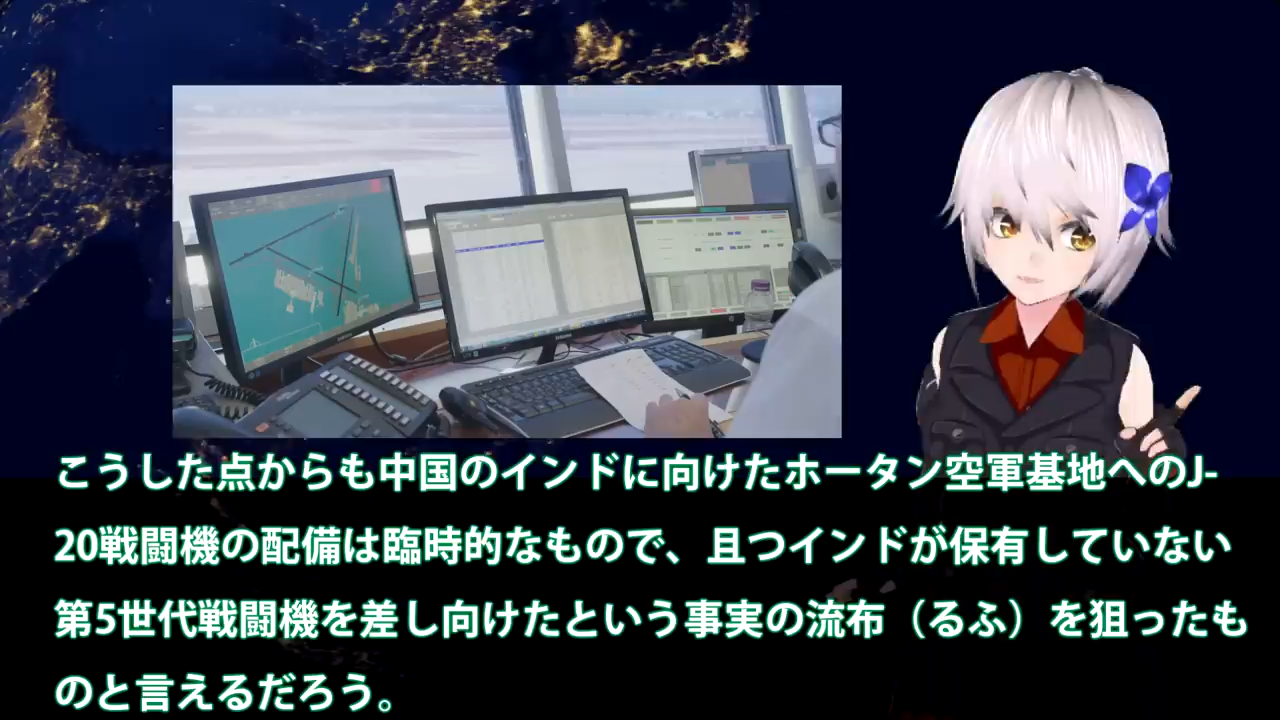 こうした点からも中国のインドに向けたホータン空軍基地へのJ-
20戦闘機の配備は臨時的なもので、且つインドが保有していない
第5世代戦闘機を差し向けたという事実の流布（るふ）を狙ったも
のと言えるだろう。